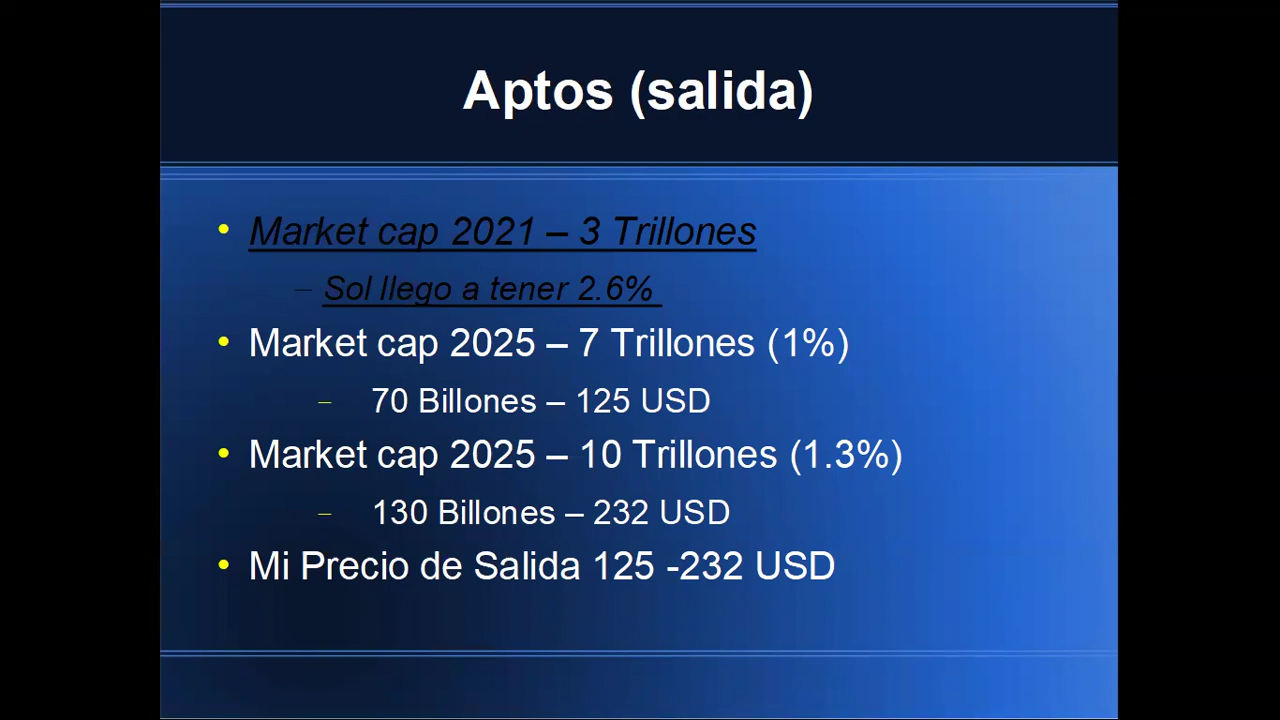 Aptos (salida)
• Market cap 2021 – 3 Trillones
– Sol llego a tener 2.6%
• Market cap 2025 – 7 Trillones (1%)
– 70 Billones – 125 USD
• Market cap 2025 – 10 Trillones (1.3%)
– 130 Billones – 232 USD
• Mi Precio de Salida 125 -232 USD